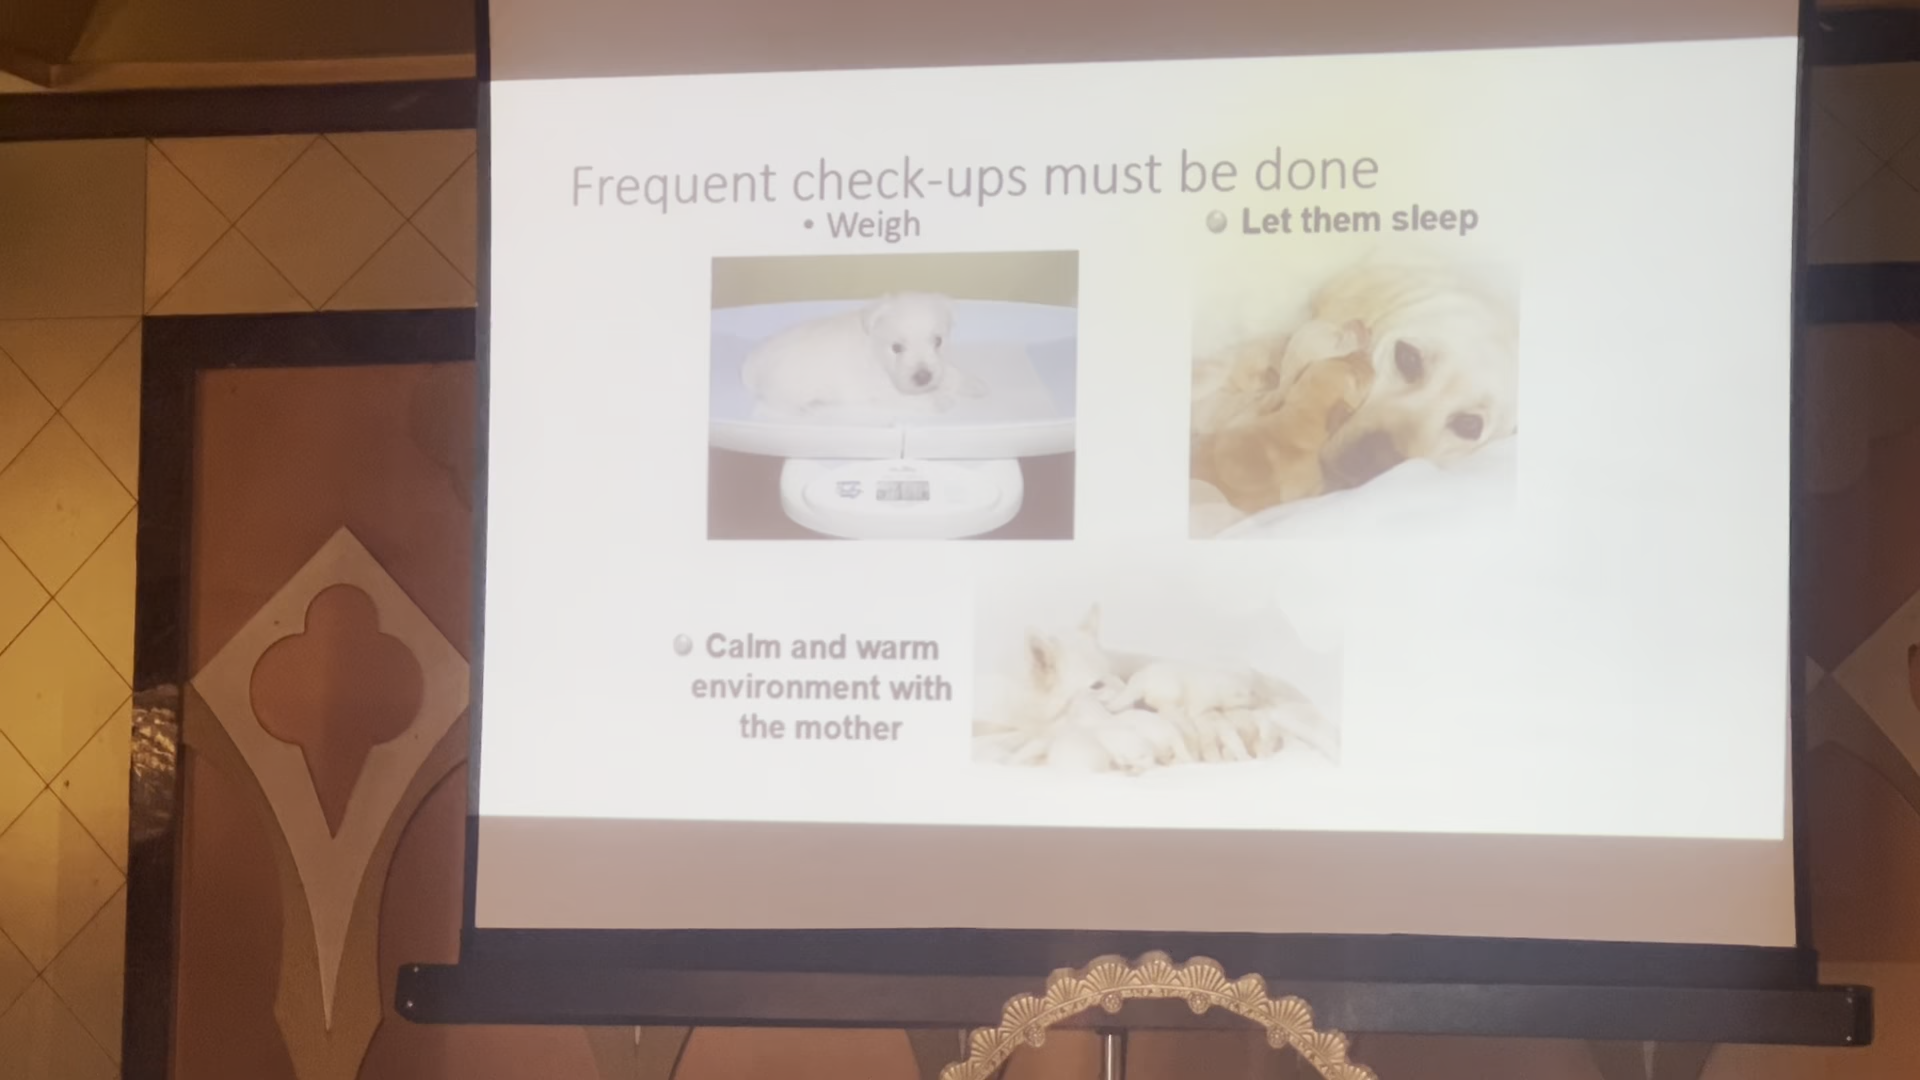 Frequent check-ups must be done
• Weigh
Let them sleep
Calm and warm
environment with
the mother